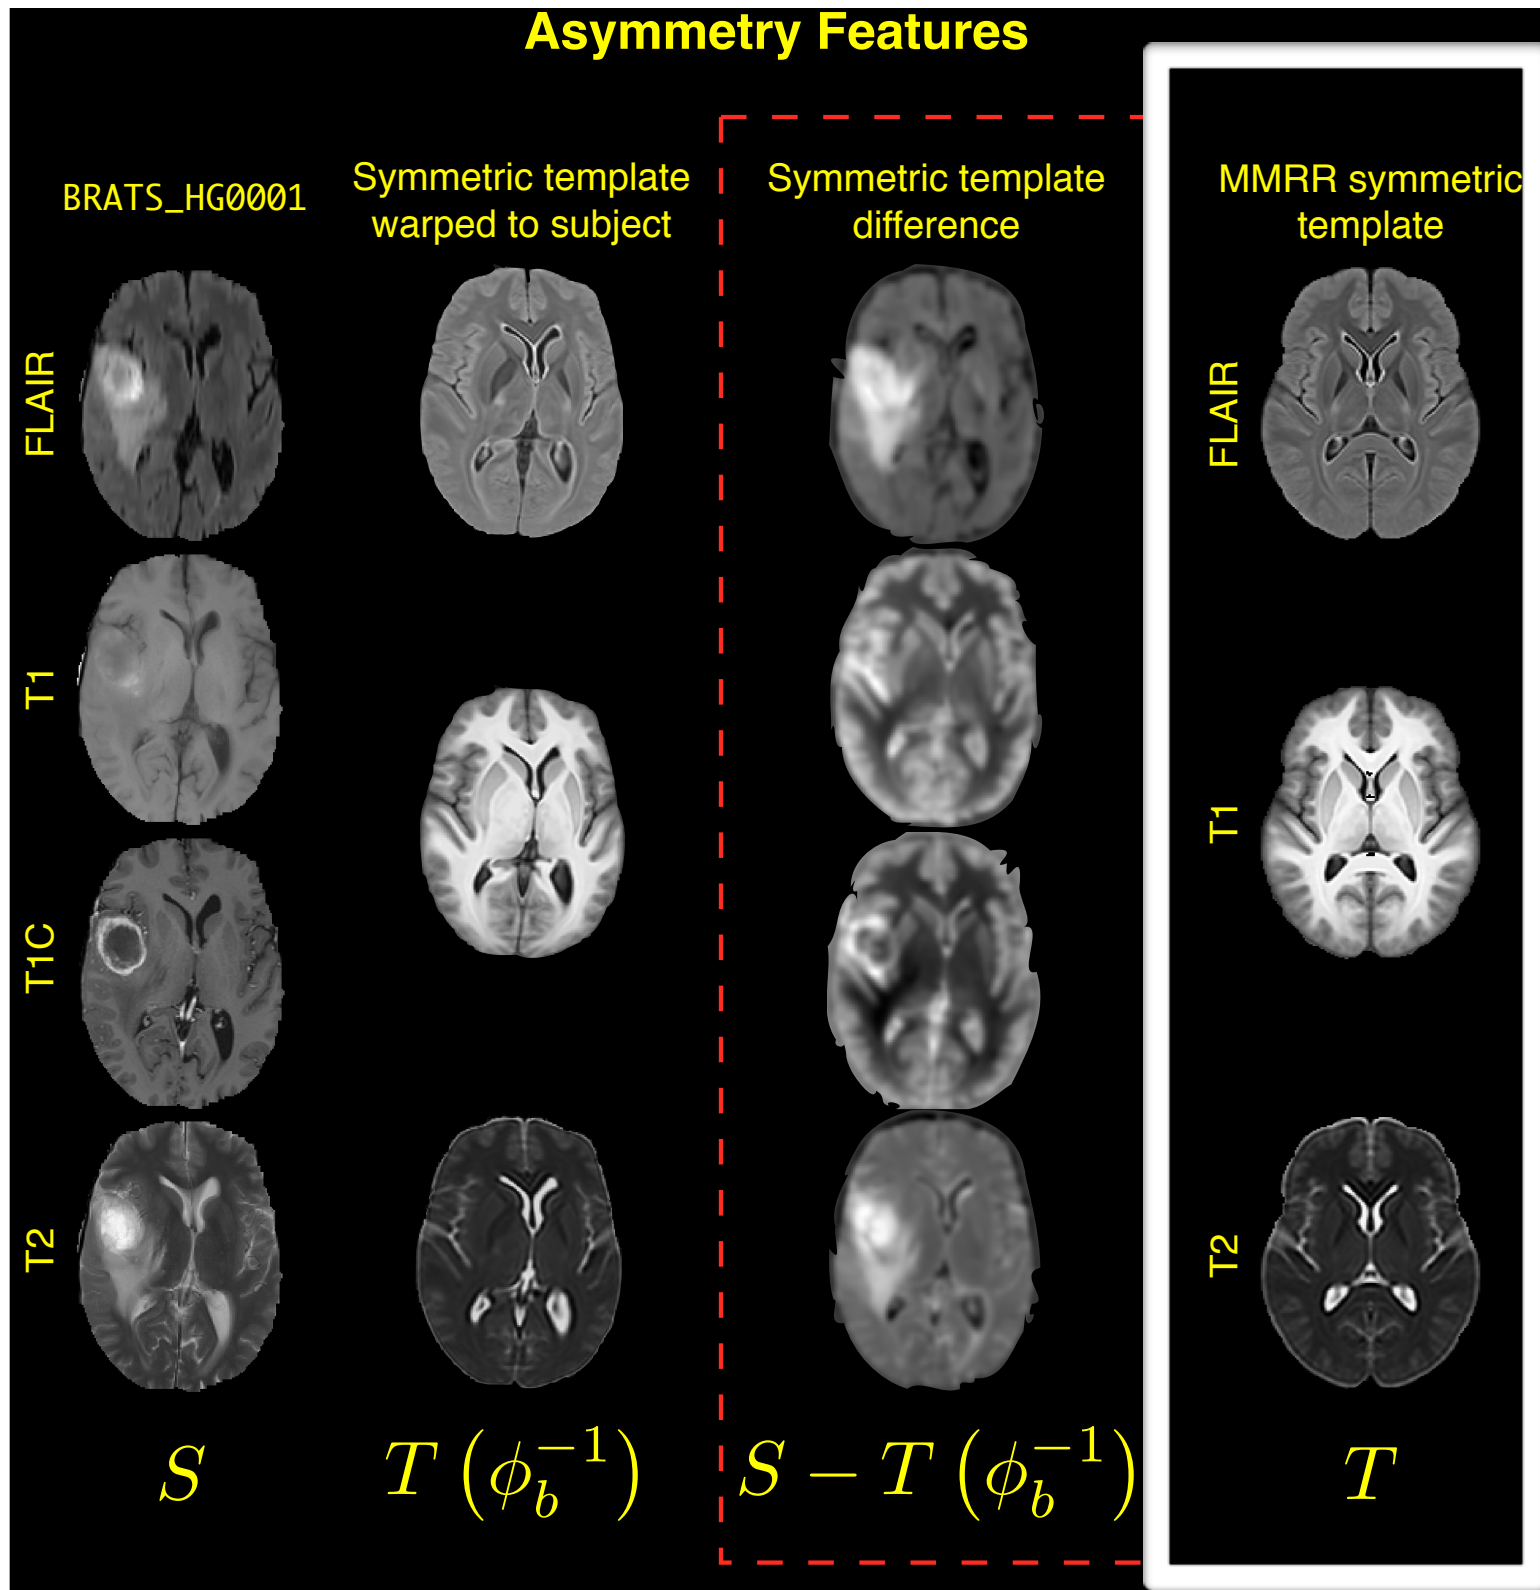 Asymmetry Features
BRATS_HG0001
Symmetric template
warped to subject
Symmetric template
difference
MMRR symmetric
template
FLAIR
T1
T1C
T2
FLAIR
T1
T2
S
T (ϕ_b^{-1})
S − T (ϕ_b^{-1})
T